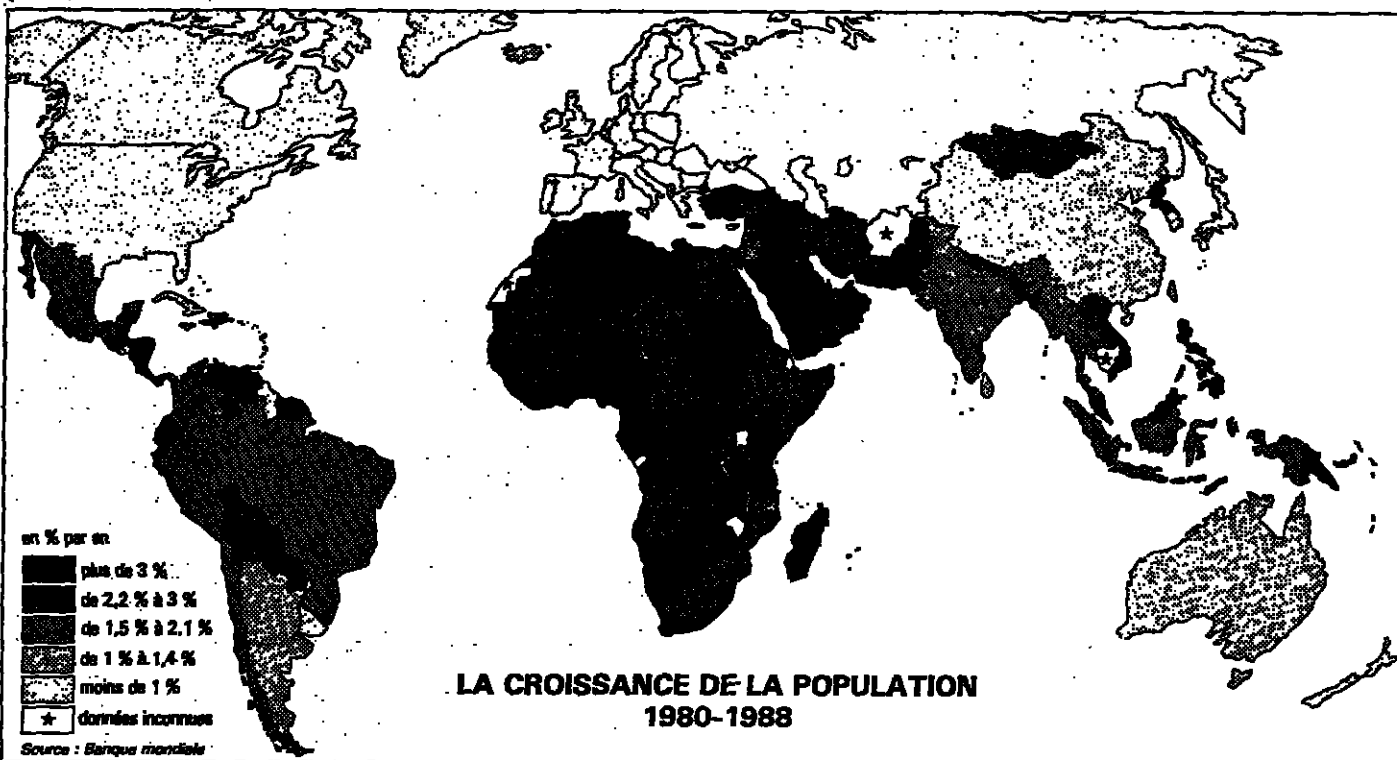 en % par an
plus de 3 %
de 2,2 % à 3 %
de 1,5 % à 2,1 %
de 1 % à 1,4 %
moins de 1 %
★ données inconnues
Source : Banque mondiale
LA CROISSANCE DE LA POPULATION
1980-1988